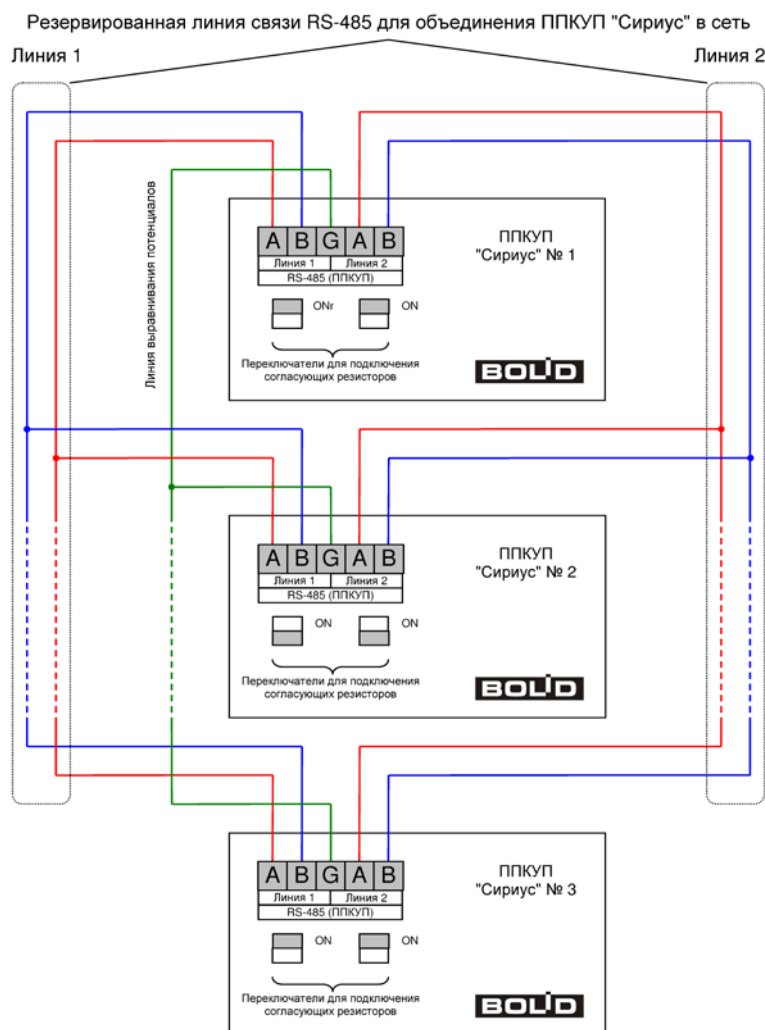 Резервированная линия связи RS-485 для объединения ППКУП "Сириус" в сеть
Линия 1
Линия 2
Линия выравнивания потенциалов
A B G A B
Линия 1 Линия 2
RS-485 (ППКУП)
ONr ON
Переключатели для подключения
согласующих резисторов
ППКУП
"Сириус" № 1
BOLID
A B G A B
Линия 1 Линия 2
RS-485 (ППКУП)
ON ON
Переключатели для подключения
согласующих резисторов
ППКУП
"Сириус" № 2
BOLID
A B G A B
Линия 1 Линия 2
RS-485 (ППКУП)
ON ON
Переключатели для подключения
согласующих резисторов
ППКУП
"Сириус" № 3
BOLID